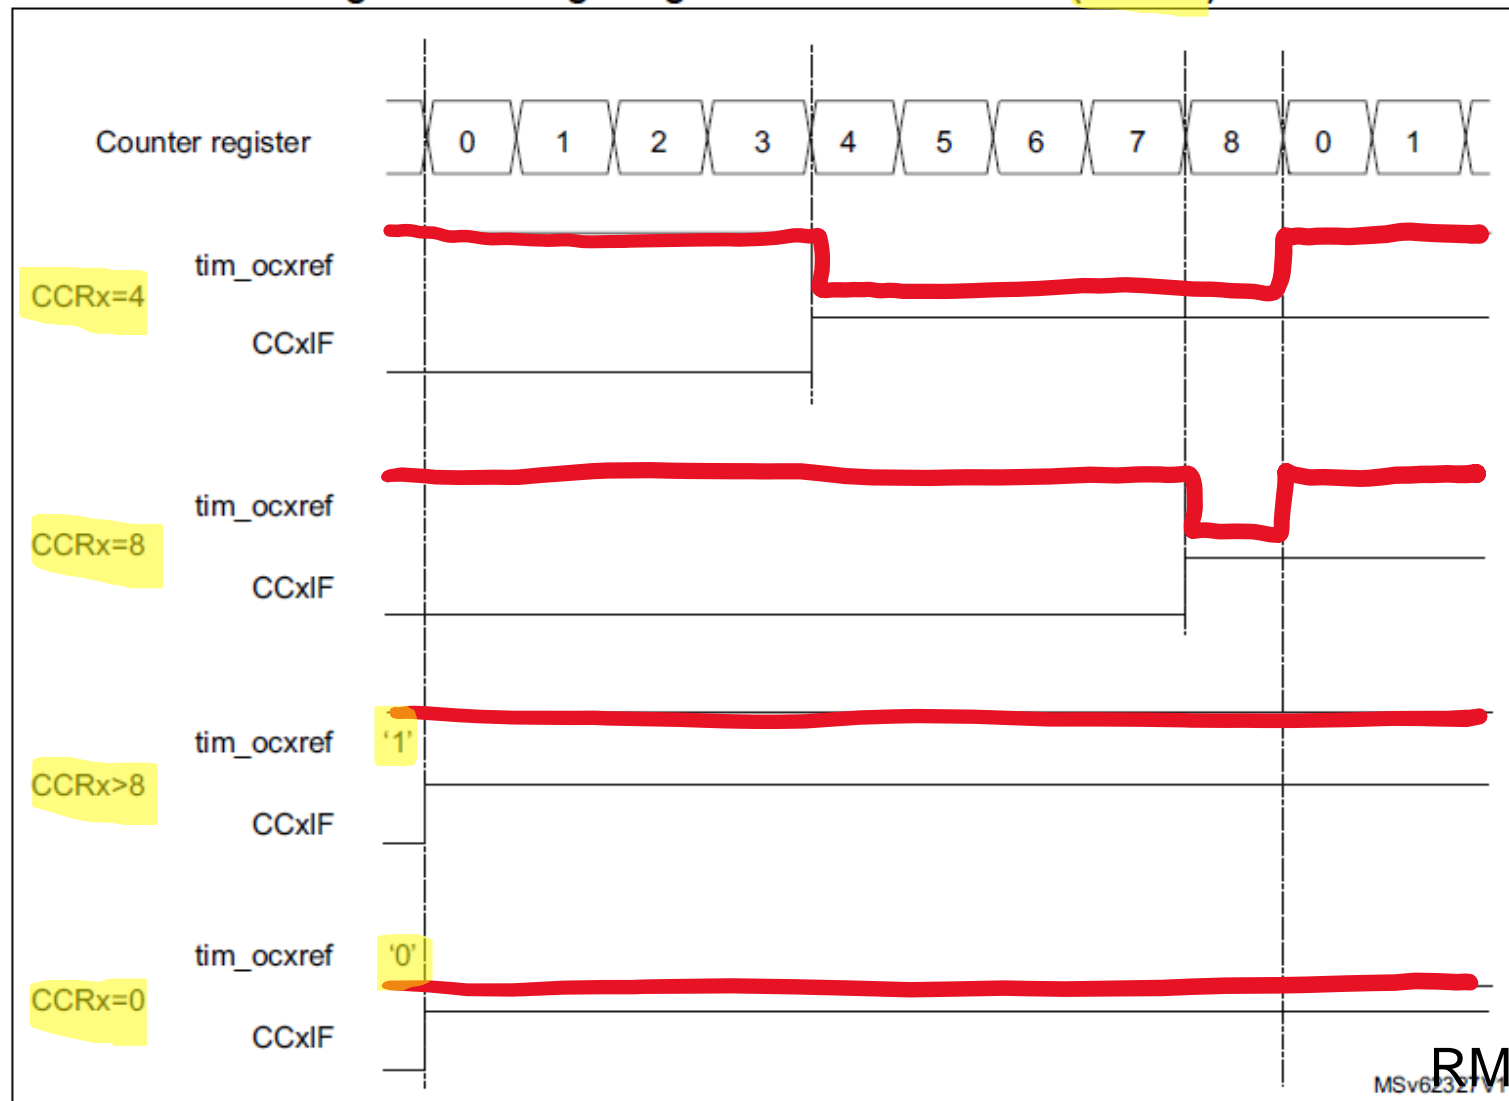 Counter register 0 1 2 3 4 5 6 7 8 0 1
tim_ocxref
CCRx=4
CCxIF
tim_ocxref
CCRx=8
CCxIF
tim_ocxref '1'
CCRx>8
CCxIF
tim_ocxref '0'
CCRx=0
CCxIF
RM